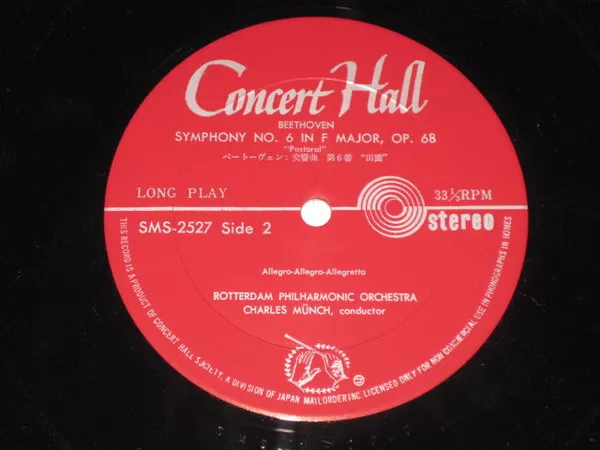 Concert Hall
BEETHOVEN
SYMPHONY NO. 6 IN F MAJOR, OP. 68
"Pastoral"
ベートーヴェン: 交響曲 第6番 "田園"
LONG PLAY
33⅓RPM
stereo
SMS-2527 Side 2
Allegro-Allegro-Allegretto
ROTTERDAM PHILHARMONIC ORCHESTRA
CHARLES MÜNCH, conductor
THIS RECORD IS A PRODUCT OF CONCERT HALL SOCIETY, A DIVISION OF JAPAN MAILORDER INC. LICENSED ONLY FOR NON COMMERCIAL USE IN PHONOGRAPHS IN HOMES